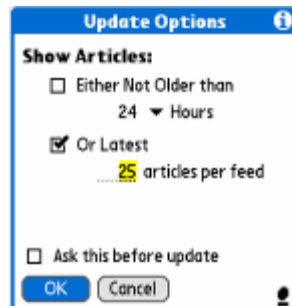 Update Options i
Show Articles:
Either Not Older than
24 Hours
Or Latest
25 articles per feed
Ask this before update
OK Cancel